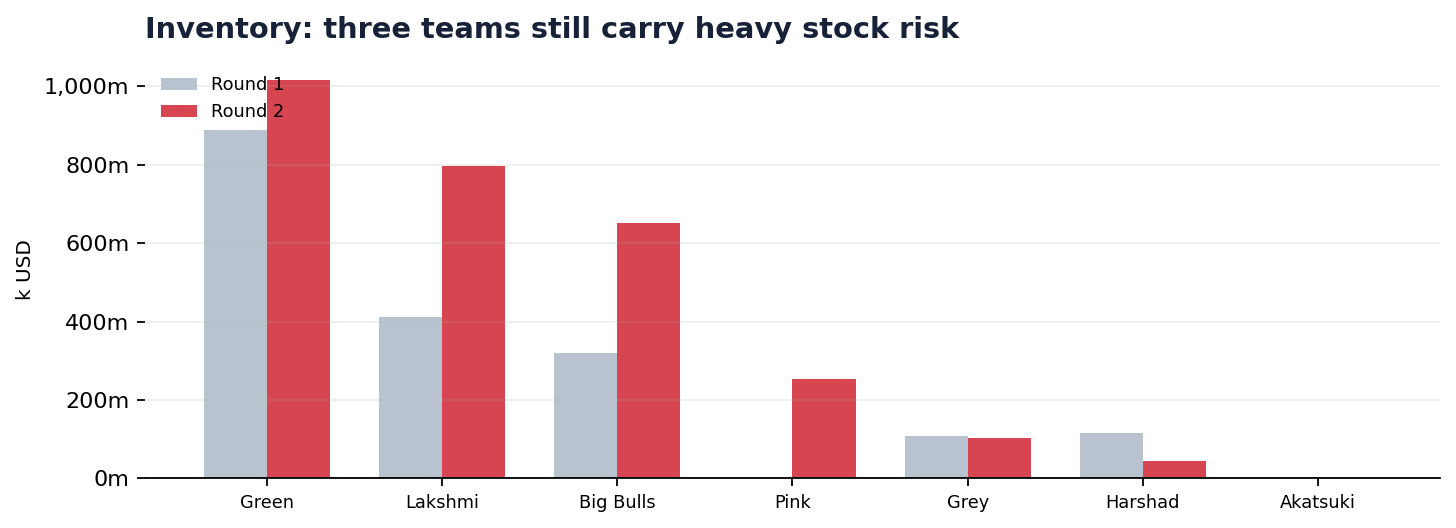 Inventory: three teams still carry heavy stock risk
Round 1
Round 2
1,000m
800m
600m
400m
200m
0m
k USD
Green Lakshmi Big Bulls Pink Grey Harshad Akatsuki